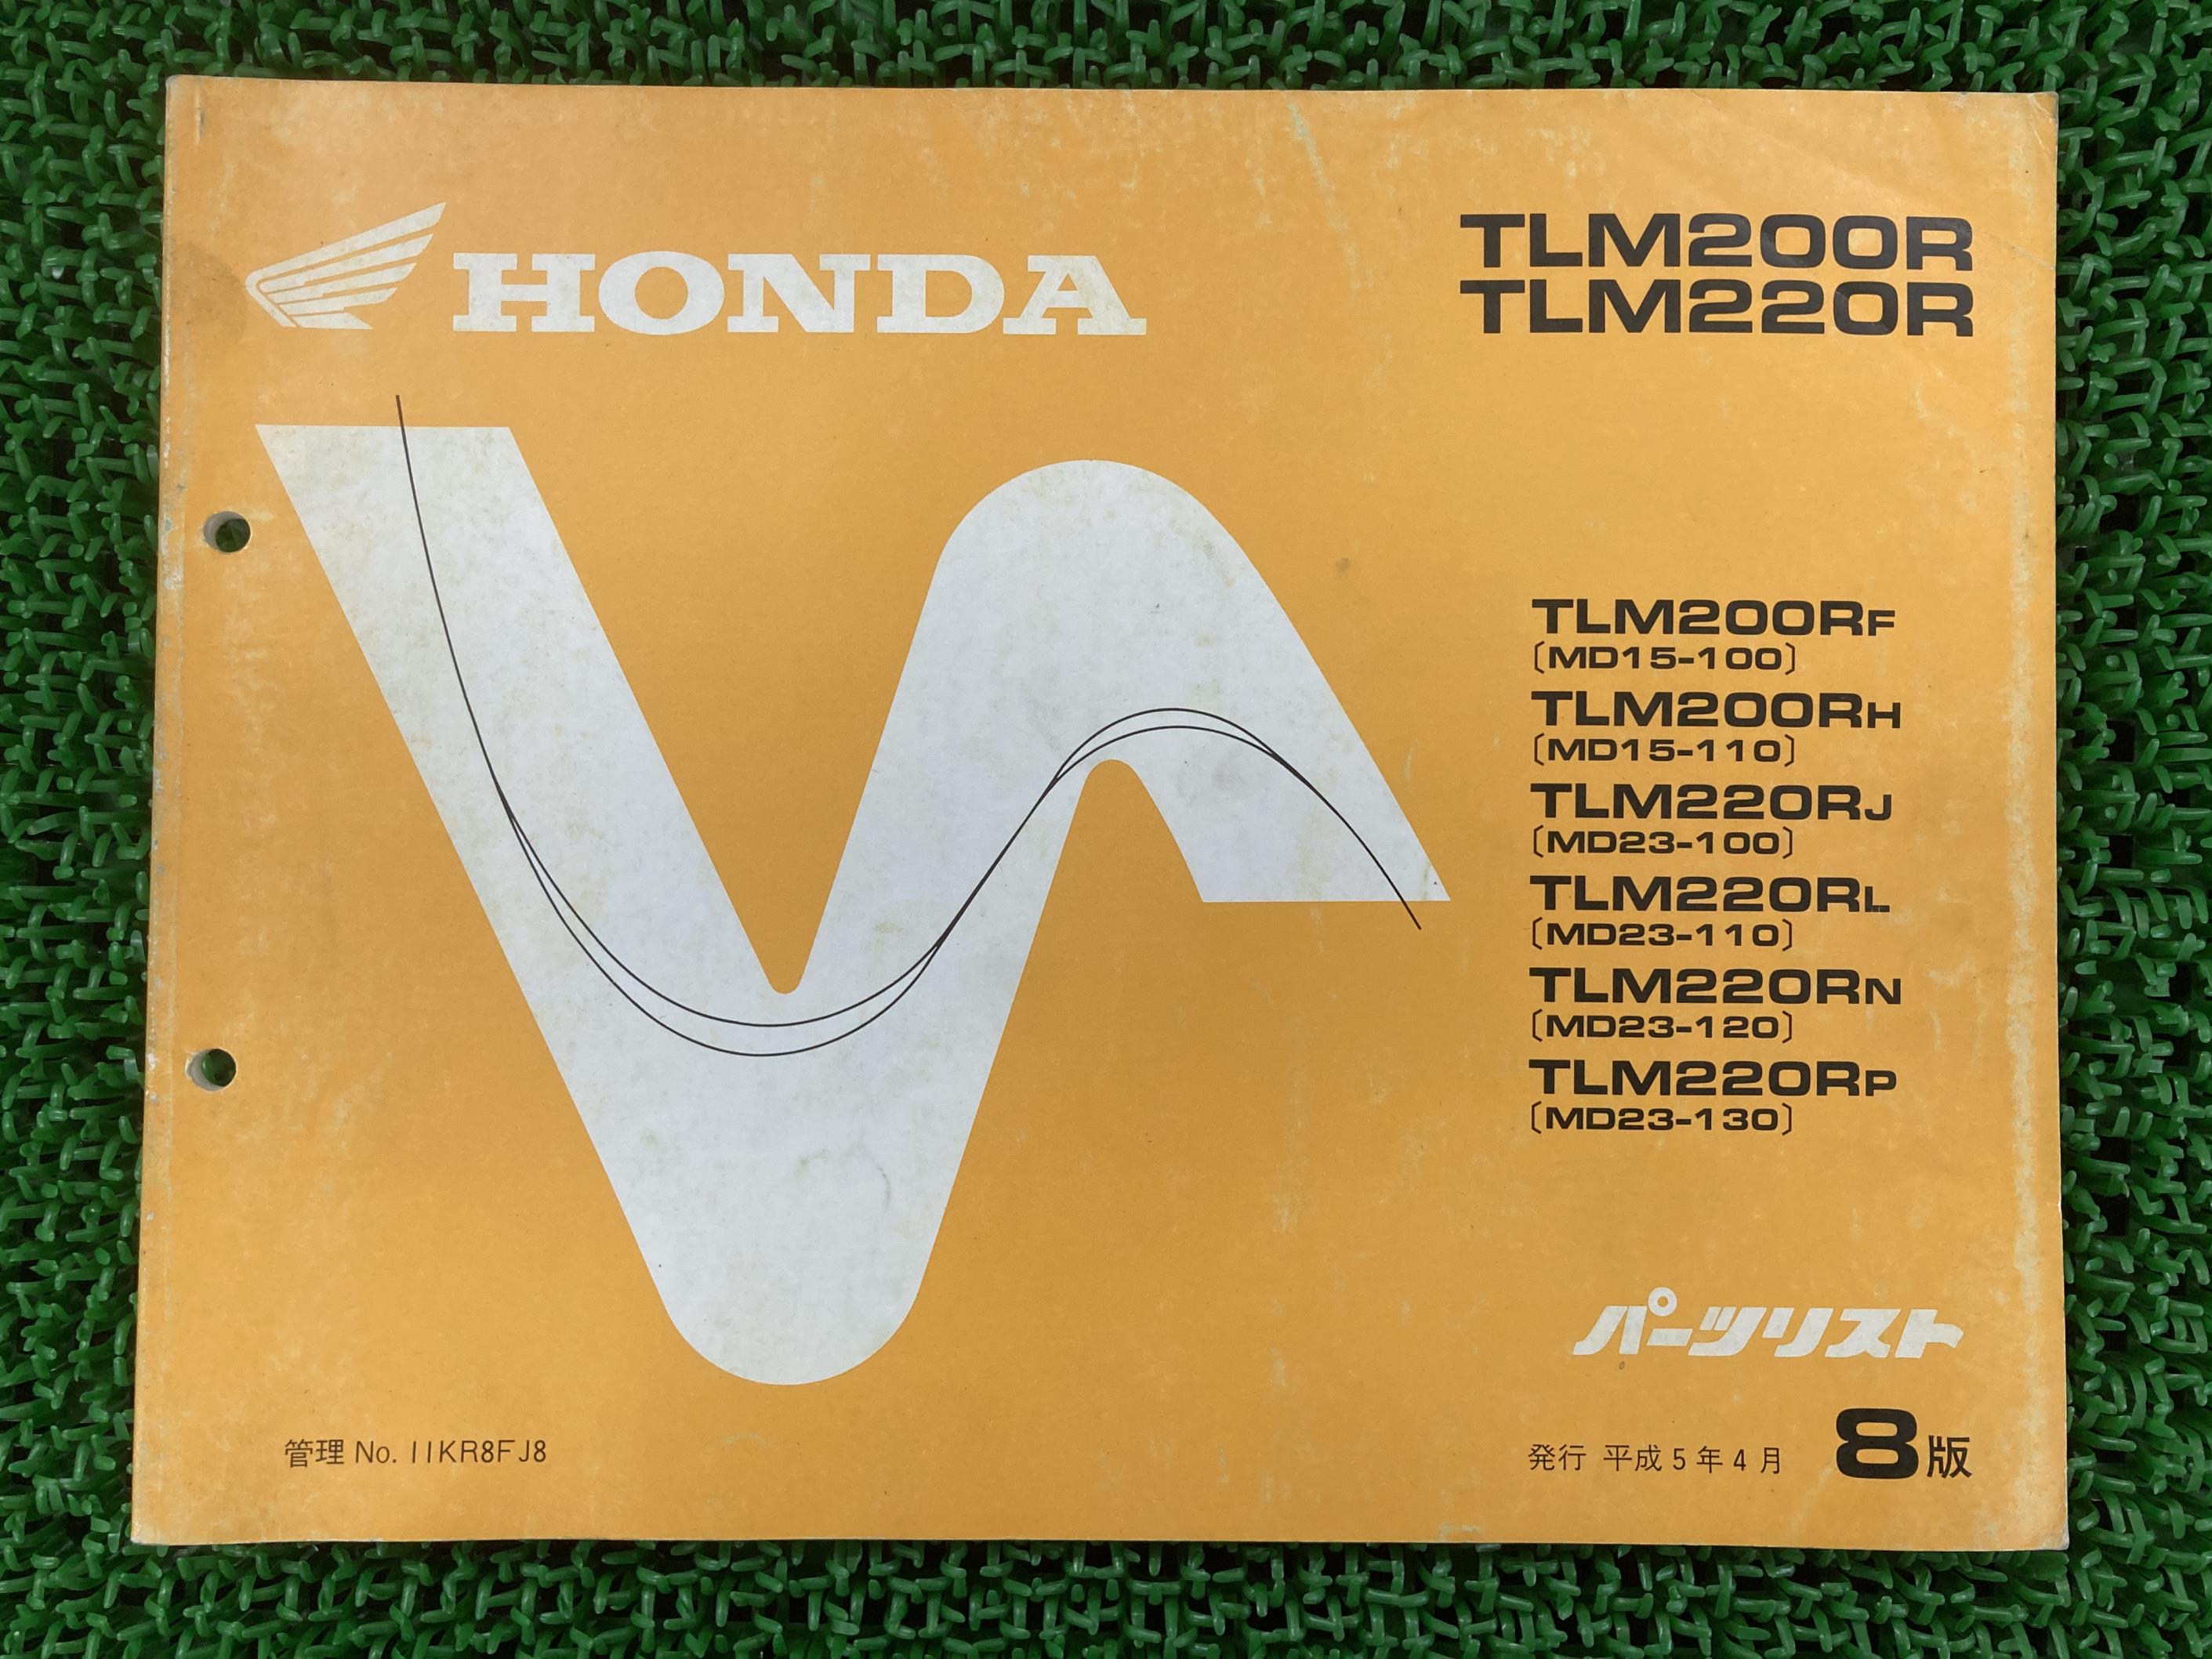 HONDA
TLM200R
TLM220R
TLM200RF
〔MD15-100〕
TLM200RH
〔MD15-110〕
TLM220RJ
〔MD23-100〕
TLM220RL
〔MD23-110〕
TLM220RN
〔MD23-120〕
TLM220RP
〔MD23-130〕
パーツリスト
管理 No. 11KR8FJ8
発行 平成5年4月 8版